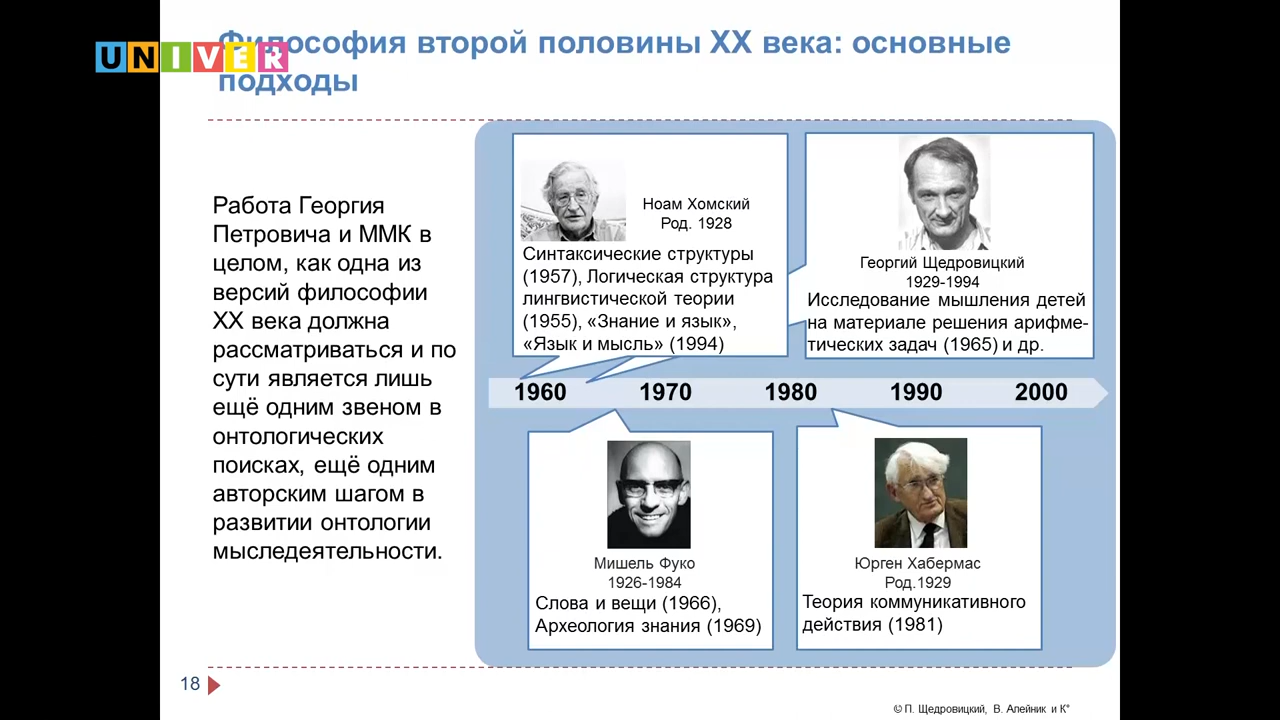 UNIVER
Философия второй половины XX века: основные
подходы
Работа Георгия
Петровича и ММК в
целом, как одна из
версий философии
XX века должна
рассматриваться и по
сути является лишь
ещё одним звеном в
онтологических
поисках, ещё одним
авторским шагом в
развитии онтологии
мыследеятельности.
Ноам Хомский
Род. 1928
Синтаксические структуры
(1957), Логическая структура
лингвистической теории
(1955), «Знание и язык»,
«Язык и мысль» (1994)
Георгий Щедровицкий
1929-1994
Исследование мышления детей
на материале решения арифме-
тических задач (1965) и др.
1960 1970 1980 1990 2000
Мишель Фуко
1926-1984
Слова и вещи (1966),
Археология знания (1969)
Юрген Хабермас
Род.1929
Теория коммуникативного
действия (1981)
18
© П. Щедровицкий, В. Алейник и К°